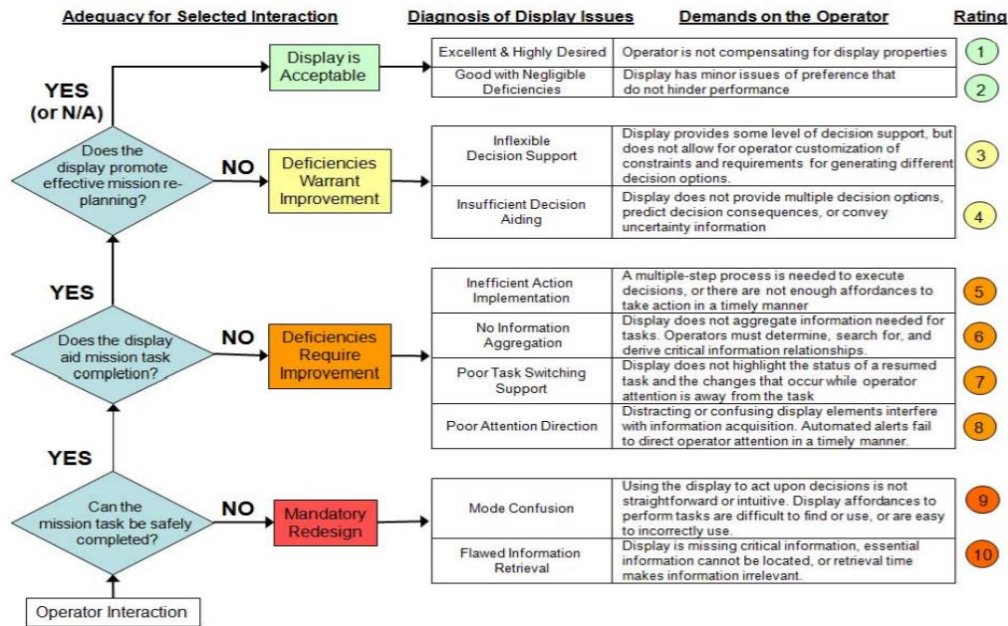 Adequacy for Selected Interaction
Diagnosis of Display Issues
Demands on the Operator
Rating
YES
(or N/A)
Display is
Acceptable
Excellent & Highly Desired
Operator is not compensating for display properties
1
Good with Negligible
Deficiencies
Display has minor issues of preference that
do not hinder performance
2
Does the
display promote
effective mission re-
planning?
NO
Deficiencies
Warrant
Improvement
Inflexible
Decision Support
Display provides some level of decision support, but
does not allow for operator customization of
constraints and requirements for generating different
decision options.
3
Insufficient Decision
Aiding
Display does not provide multiple decision options,
predict decision consequences, or convey
uncertainty information
4
YES
Does the display
aid mission task
completion?
NO
Deficiencies
Require
Improvement
Inefficient Action
Implementation
A multiple-step process is needed to execute
decisions, or there are not enough affordances to
take action in a timely manner
5
No Information
Aggregation
Display does not aggregate information needed for
tasks. Operators must determine, search for, and
derive critical information relationships.
6
Poor Task Switching
Support
Display does not highlight the status of a resumed
task and the changes that occur while operator
attention is away from the task
7
Poor Attention Direction
Distracting or confusing display elements interfere
with information acquisition. Automated alerts fail
to direct operator attention in a timely manner.
8
YES
Can the
mission task be safely
completed?
NO
Mandatory
Redesign
Mode Confusion
Using the display to act upon decisions is not
straightforward or intuitive. Display affordances to
perform tasks are difficult to find or use, or are easy
to incorrectly use.
9
Flawed Information
Retrieval
Display is missing critical information, essential
information cannot be located, or retrieval time
makes information irrelevant.
10
Operator Interaction